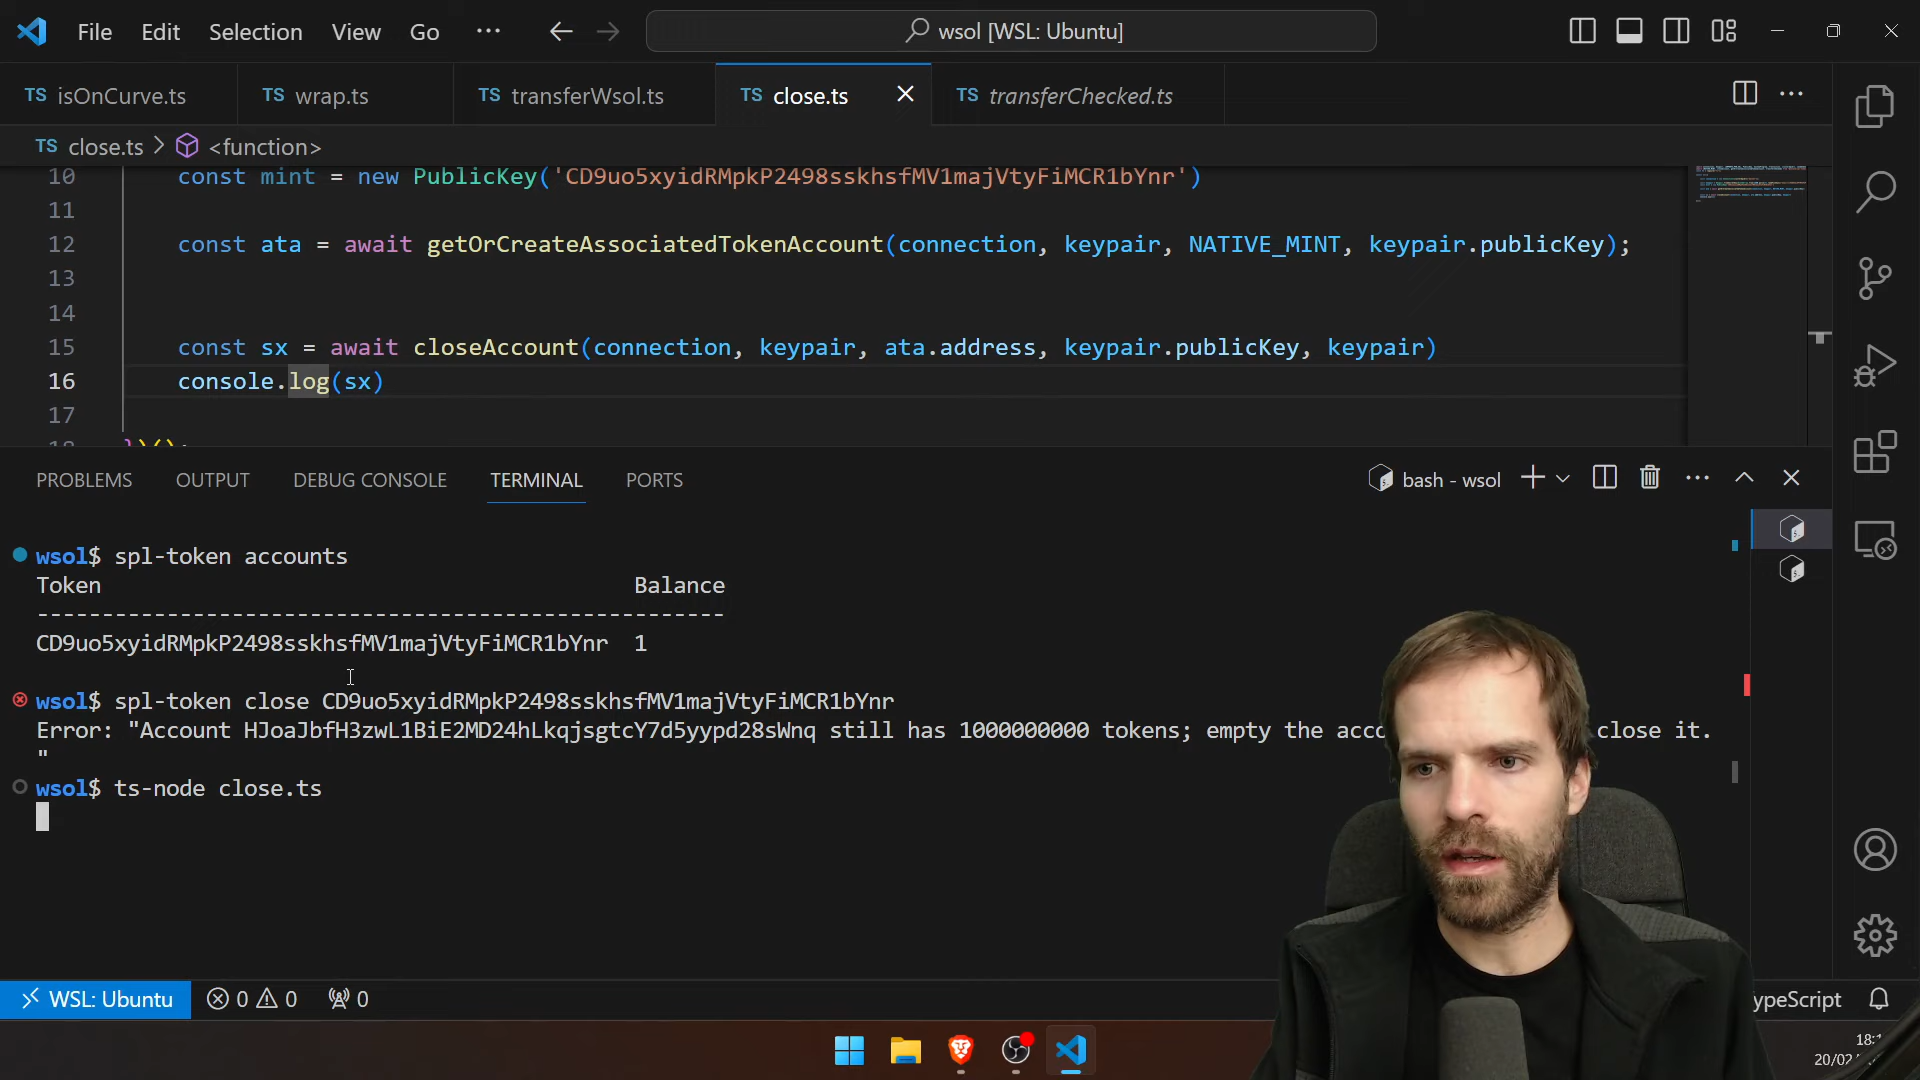 File Edit Selection View Go ··· wsol [WSL: Ubuntu]
TS isOnCurve.ts TS wrap.ts TS transferWsol.ts TS close.ts TS transferChecked.ts
TS close.ts > <function>
10 const mint = new PublicKey('CD9uo5xyidRMpkP2498sskhsfMV1majVtyFiMCR1bYnr')
11
12 const ata = await getOrCreateAssociatedTokenAccount(connection, keypair, NATIVE_MINT, keypair.publicKey);
13
14
15 const sx = await closeAccount(connection, keypair, ata.address, keypair.publicKey, keypair)
16 console.log(sx)
17
18 })();
PROBLEMS OUTPUT DEBUG CONSOLE TERMINAL PORTS bash - wsol
wsol$ spl-token accounts
Token Balance
-----------------------------------------------------
CD9uo5xyidRMpkP2498sskhsfMV1majVtyFiMCR1bYnr 1
wsol$ spl-token close CD9uo5xyidRMpkP2498sskhsfMV1majVtyFiMCR1bYnr
Error: "Account HJoaJbfH3zwL1BiE2MD24hLkqjsgtcY7d5yypd28sWnq still has 1000000000 tokens; empty the acco close it.
"
wsol$ ts-node close.ts
WSL: Ubuntu 0 0 0 ypeScript
18:1
20/02/